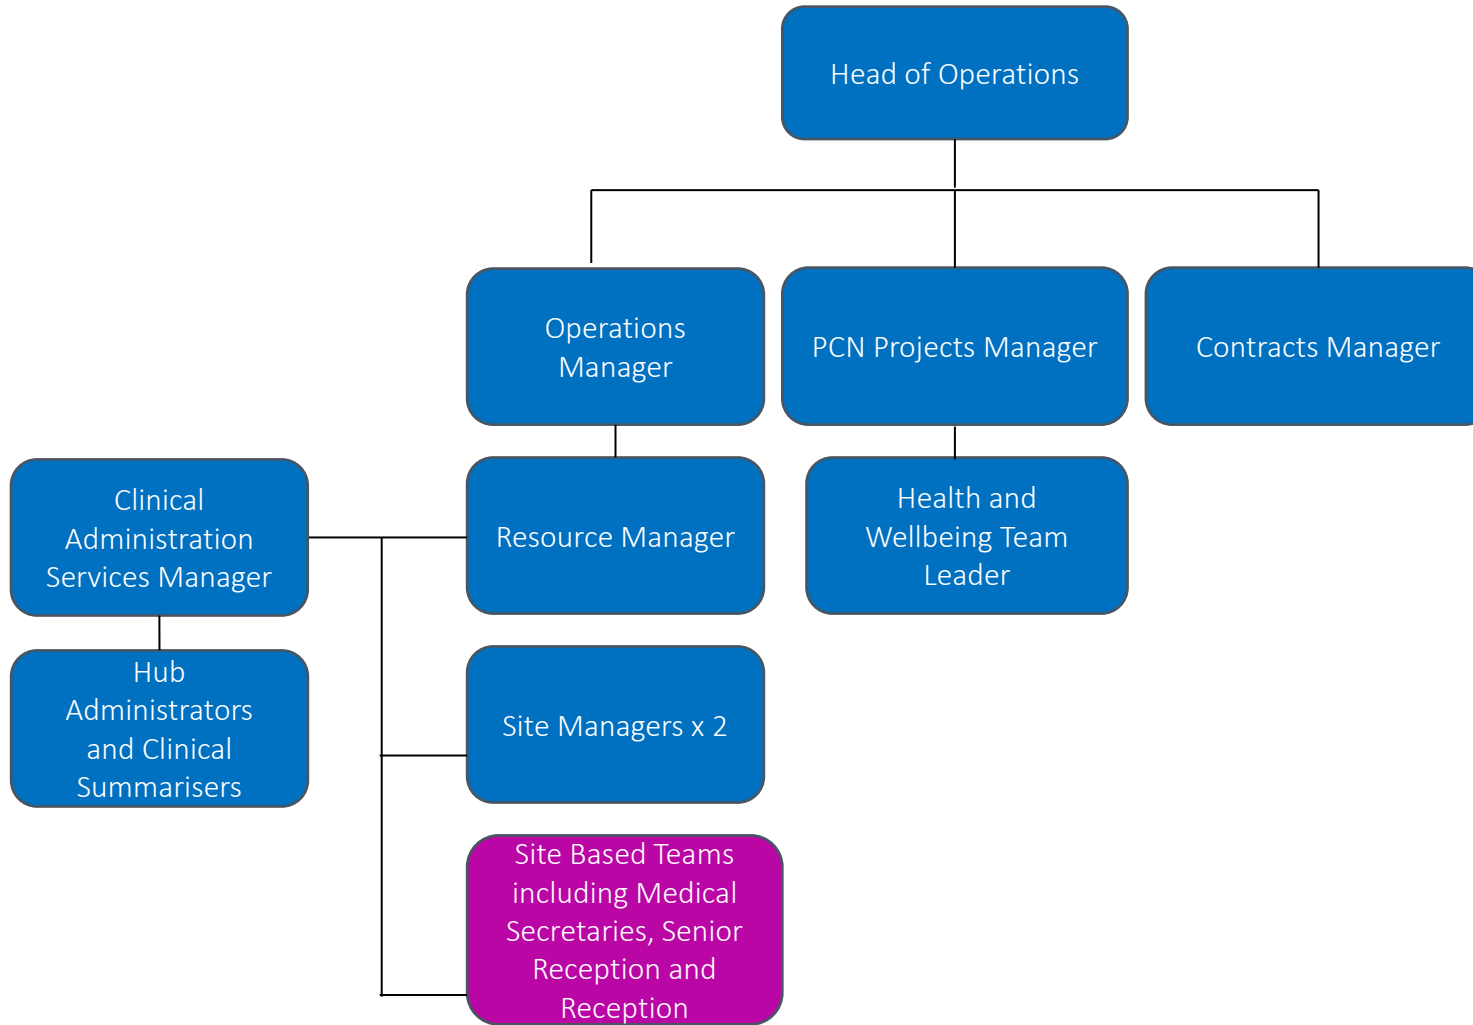 Head of Operations
Operations
Manager
PCN Projects Manager
Contracts Manager
Clinical
Administration
Services Manager
Resource Manager
Health and
Wellbeing Team
Leader
Hub
Administrators
and Clinical
Summarisers
Site Managers x 2
Site Based Teams
including Medical
Secretaries, Senior
Reception and
Reception